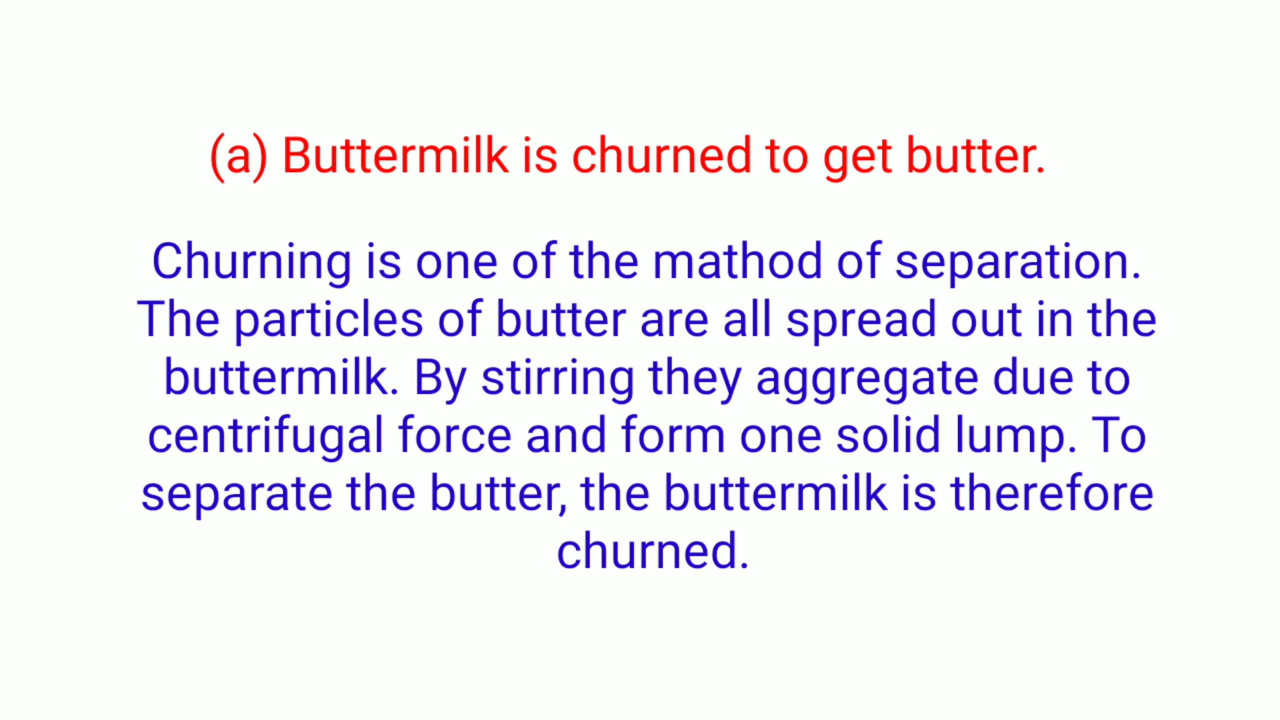 (a) Buttermilk is churned to get butter.
Churning is one of the mathod of separation.
The particles of butter are all spread out in the
buttermilk. By stirring they aggregate due to
centrifugal force and form one solid lump. To
separate the butter, the buttermilk is therefore
churned.